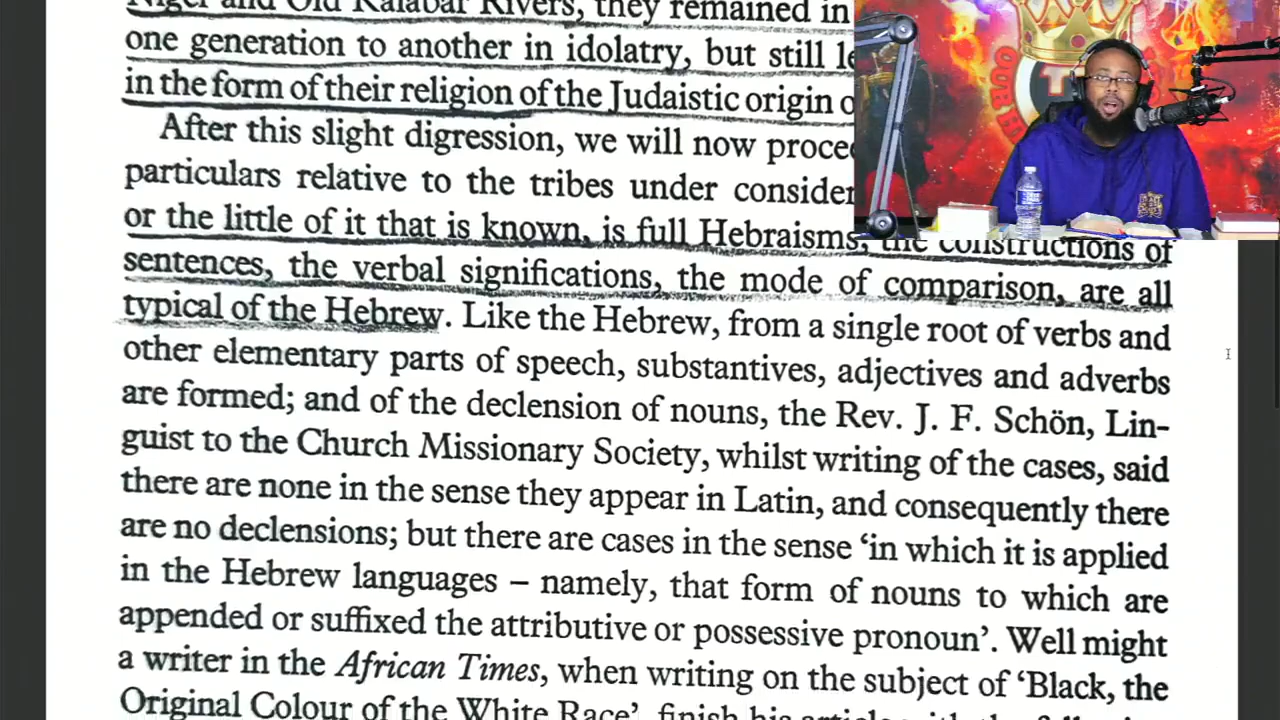 Niger and Old Kalabar Rivers, they remained in
one generation to another in idolatry, but still le
in the form of their religion of the Judaistic origin o
After this slight digression, we will now procee
particulars relative to the tribes under consider
or the little of it that is known, is full Hebraisms, the constructions of
sentences, the verbal significations, the mode of comparison, are all
typical of the Hebrew. Like the Hebrew, from a single root of verbs and
other elementary parts of speech, substantives, adjectives and adverbs
are formed; and of the declension of nouns, the Rev. J. F. Schön, Lin-
guist to the Church Missionary Society, whilst writing of the cases, said
there are none in the sense they appear in Latin, and consequently there
are no declensions; but there are cases in the sense ‘in which it is applied
in the Hebrew languages – namely, that form of nouns to which are
appended or suffixed the attributive or possessive pronoun’. Well might
a writer in the African Times, when writing on the subject of ‘Black, the
Original Colour of the White Race’, finish his article with the
OUR